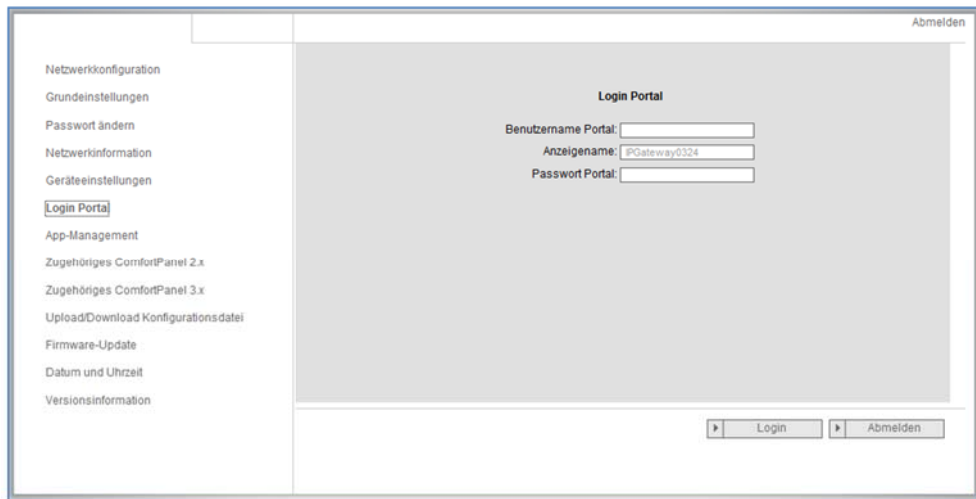 Abmelden
Netzwerkkonfiguration
Grundeinstellungen
Passwort ändern
Netzwerkinformation
Geräteeinstellungen
Login Portal
App-Management
Zugehöriges ComfortPanel 2.x
Zugehöriges ComfortPanel 3.x
Upload/Download Konfigurationsdatei
Firmware-Update
Datum und Uhrzeit
Versionsinformation
Login Portal
Benutzername Portal:
Anzeigename: IPGateway0324
Passwort Portal:
Login
Abmelden